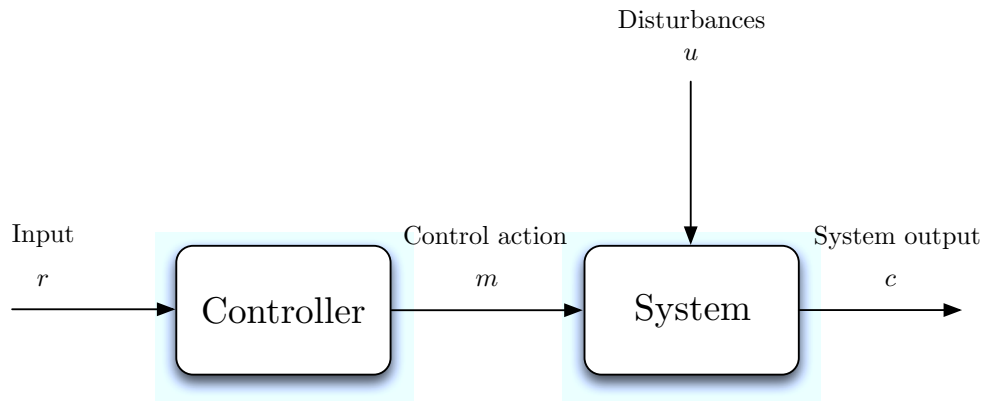 Disturbances
u
Input
r
Controller
Control action
m
System
System output
c